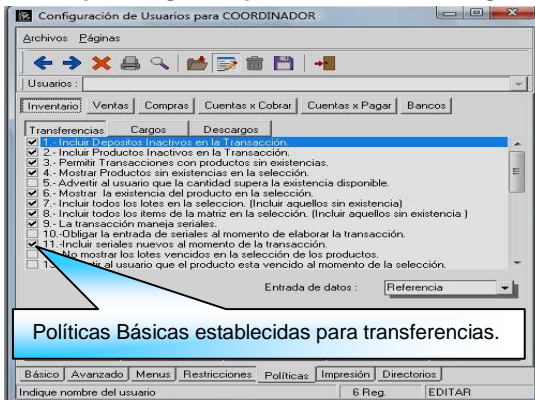 Configuración de Usuarios para COORDINADOR
Archivos Páginas
Usuarios :
Inventario Ventas Compras Cuentas x Cobrar Cuentas x Pagar Bancos
Transferencias Cargos Descargos
1.- Incluir Depositos Inactivos en la Transacción.
2.- Incluir Productos Inactivos en la Transacción.
3.- Permitir Transacciones con productos sin existencias.
4.- Mostrar Productos sin existencias en la selección.
5.- Advertir al usuario que la cantidad supera la existencia disponible.
6.- Mostrar la existencia del producto en la selección.
7.- Incluir todos los lotes en la seleccion. (Incluir aquellos sin existencia)
8.- Incluir todos los items de la matriz en la selección. (Incluir aquellos sin existencia )
9.- La transacción maneja seriales.
10.-Obligar la entrada de seriales al momento de elaborar la transacción.
11.-Incluir seriales nuevos al momento de la transacción.
No mostrar los lotes vencidos en la selección de los productos.
al usuario que el producto esta vencido al momento de la selección.
Entrada de datos : Referencia
Políticas Básicas establecidas para transferencias.
Básico Avanzado Menus Restricciones Políticas Impresión Directorios
Indique nombre del usuario 6 Reg. EDITAR